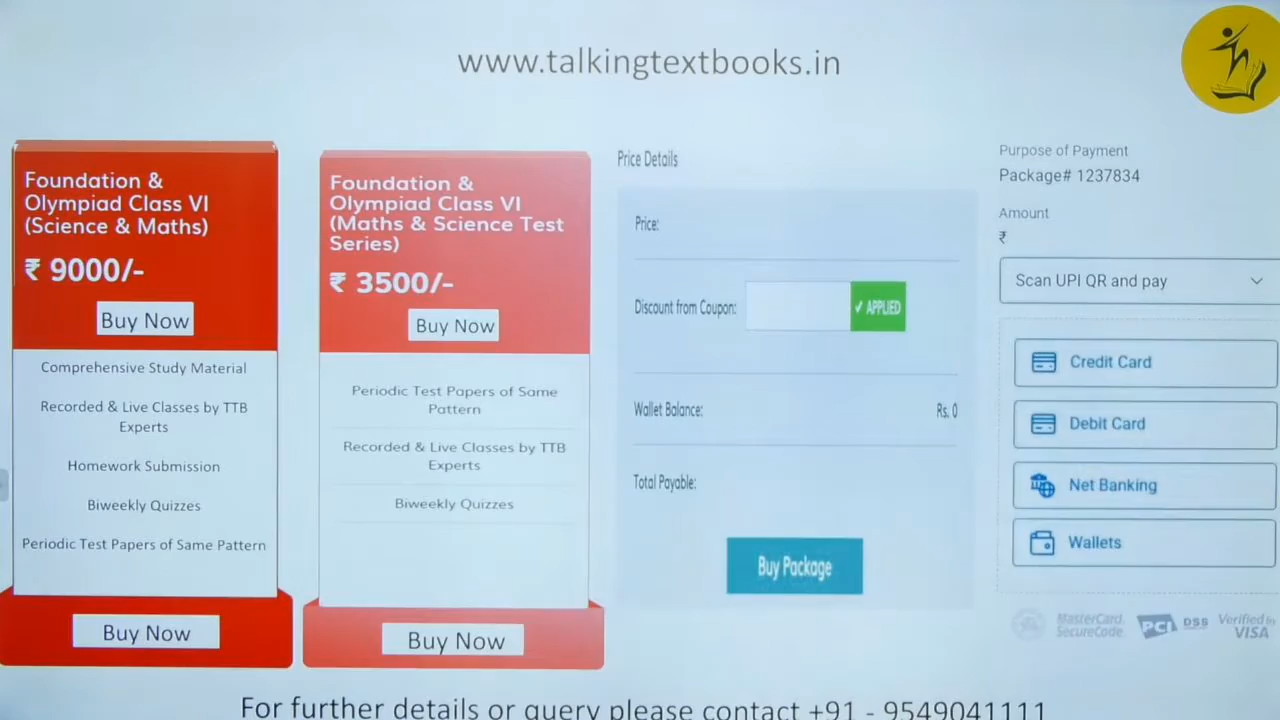 www.talkingtextbooks.in
Foundation &
Olympiad Class VI
(Science & Maths)
₹ 9000/-
Buy Now
Comprehensive Study Material
Recorded & Live Classes by TTB
Experts
Homework Submission
Biweekly Quizzes
Periodic Test Papers of Same Pattern
Buy Now
Foundation &
Olympiad Class VI
(Maths & Science Test
Series)
₹ 3500/-
Buy Now
Periodic Test Papers of Same
Pattern
Recorded & Live Classes by TTB
Experts
Biweekly Quizzes
Buy Now
Price Details
Price:
Discount from Coupon: ✓ APPLIED
Wallet Balance: Rs. 0
Total Payable:
Buy Package
Purpose of Payment
Package# 1237834
Amount
₹
Scan UPI QR and pay
Credit Card
Debit Card
Net Banking
Wallets
MasterCard.
SecureCode
PCI DSS
Verified by
VISA
For further details or query please contact +91 - 9549041111